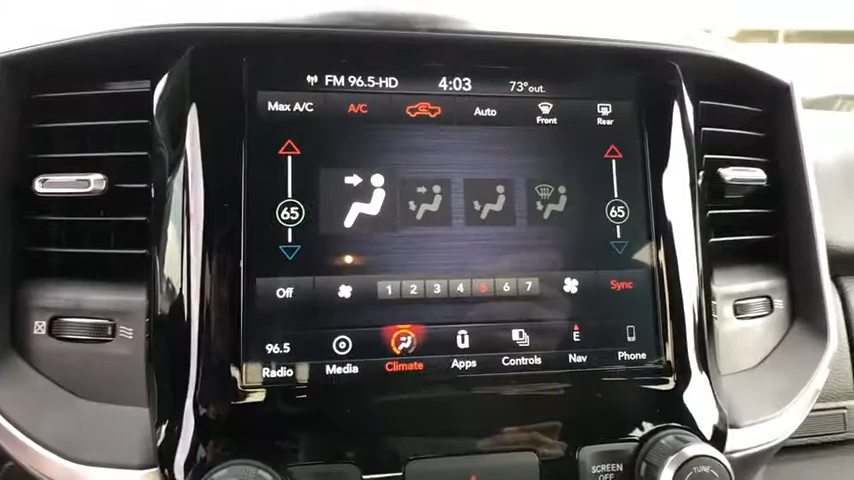 FM 96.5-HD 4:03 73°out.
Max A/C A/C Auto Front Rear
65 65
Off 1 2 3 4 5 6 7 Sync
96.5 E
Radio Media Climate Apps Controls Nav Phone
SCREEN OFF TUNE